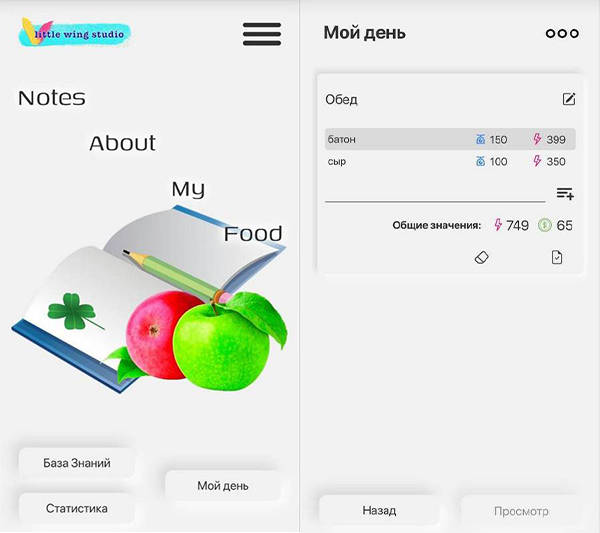 little wing studio
Notes
About
My
Food
База Знаний
Мой день
Статистика
Мой день
Обед
батон 150 399
сыр 100 350
Общие значения: 749 65
Назад Просмотр